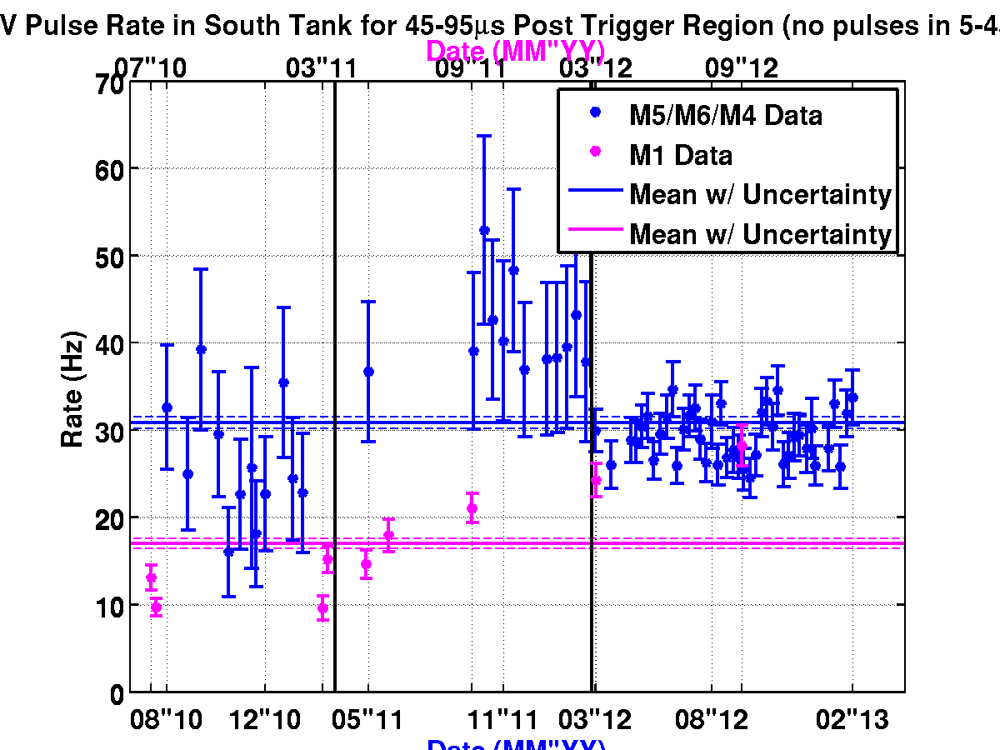 V Pulse Rate in South Tank for 45-95μs Post Trigger Region (no pulses in 5-4
Date (MM"YY)
07"10 03"11 09"11 03"12 09"12
70
60
50
40
30
20
10
0
Rate (Hz)
M5/M6/M4 Data
M1 Data
Mean w/ Uncertainty
Mean w/ Uncertainty
08"10 12"10 05"11 11"11 03"12 08"12 02"13
Date (MM"YY)